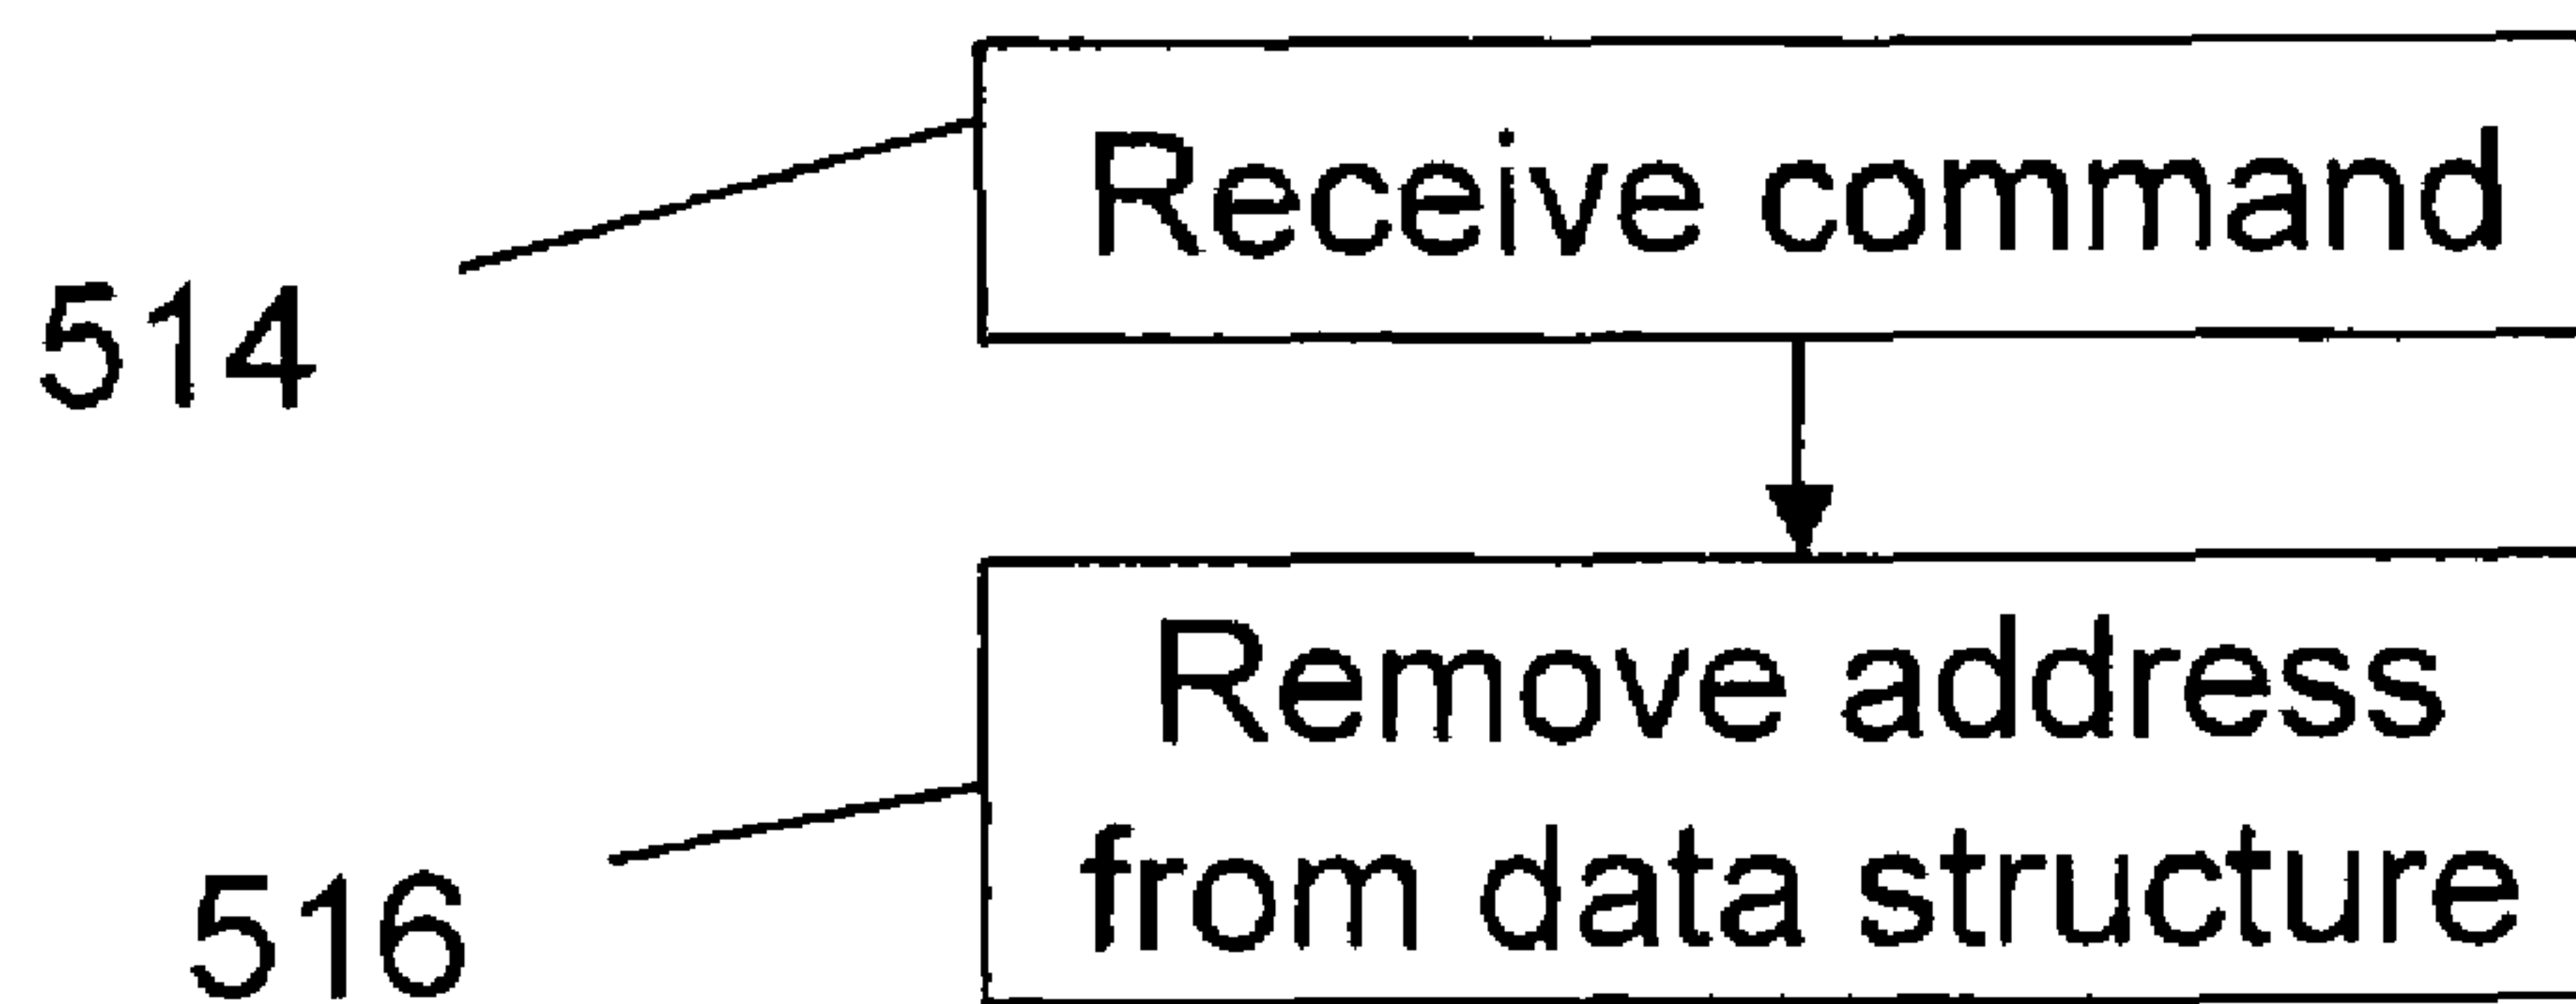 Receive command
514
Remove address
from data structure
516